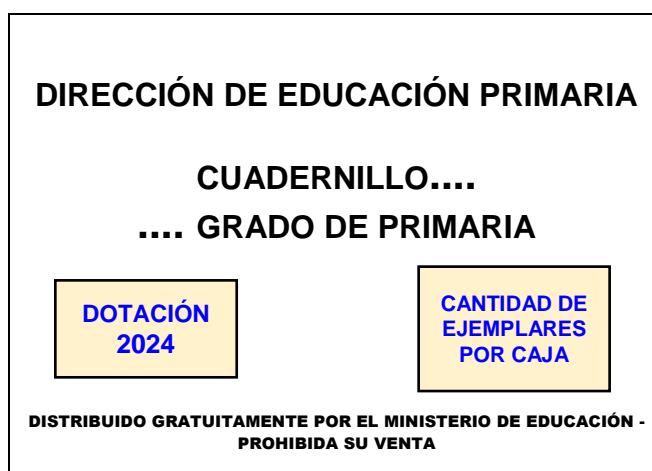 DIRECCIÓN DE EDUCACIÓN PRIMARIA
CUADERNILLO....
.... GRADO DE PRIMARIA
DOTACIÓN
2024
CANTIDAD DE
EJEMPLARES
POR CAJA
DISTRIBUIDO GRATUITAMENTE POR EL MINISTERIO DE EDUCACIÓN -
PROHIBIDA SU VENTA